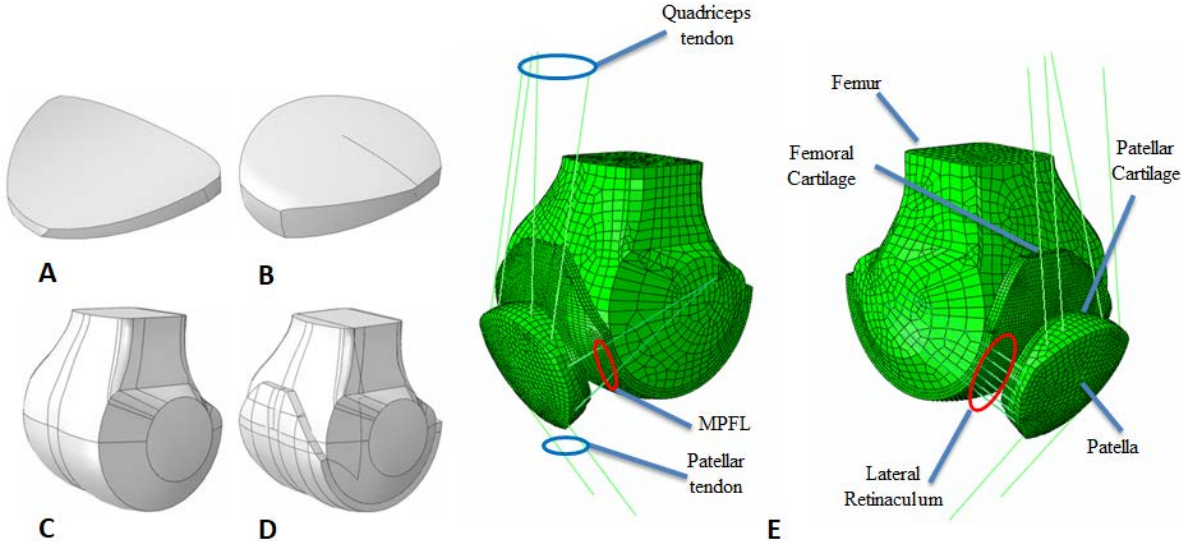 Quadriceps
tendon
Femur
Femoral
Cartilage
Patellar
Cartilage
A
B
MPFL
Patellar
tendon
Lateral
Retinaculum
Patella
C
D
E